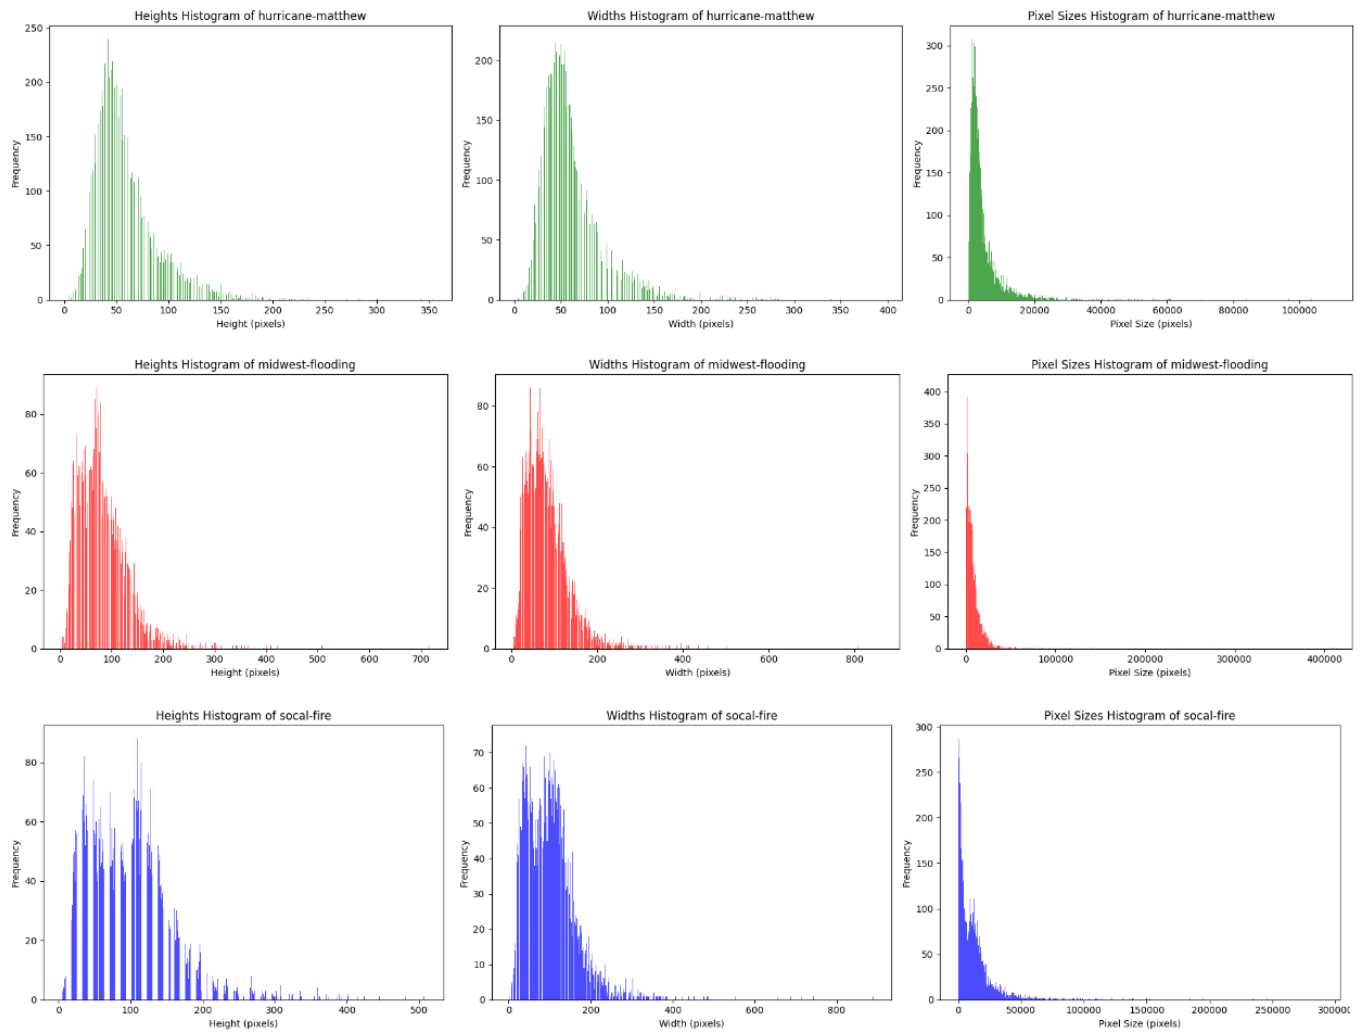 Heights Histogram of hurricane-matthew
250
200
150
100
50
0
Frequency
0 50 100 150 200 250 300 350
Height (pixels)
Widths Histogram of hurricane-matthew
200
150
100
50
0
Frequency
0 50 100 150 200 250 300 350 400
Width (pixels)
Pixel Sizes Histogram of hurricane-matthew
300
250
200
150
100
50
0
Frequency
0 20000 40000 60000 80000 100000
Pixel Size (pixels)
Heights Histogram of midwest-flooding
80
60
40
20
0
Frequency
0 100 200 300 400 500 600 700
Height (pixels)
Widths Histogram of midwest-flooding
80
60
40
20
0
Frequency
0 200 400 600 800
Width (pixels)
Pixel Sizes Histogram of midwest-flooding
400
350
300
250
200
150
100
50
0
Frequency
0 100000 200000 300000 400000
Pixel Size (pixels)
Heights Histogram of socal-fire
80
60
40
20
0
Frequency
0 100 200 300 400 500
Height (pixels)
Widths Histogram of socal-fire
70
60
50
40
30
20
10
0
Frequency
0 200 400 600 800
Width (pixels)
Pixel Sizes Histogram of socal-fire
300
250
200
150
100
50
0
Frequency
0 50000 100000 150000 200000 250000 300000
Pixel Size (pixels)